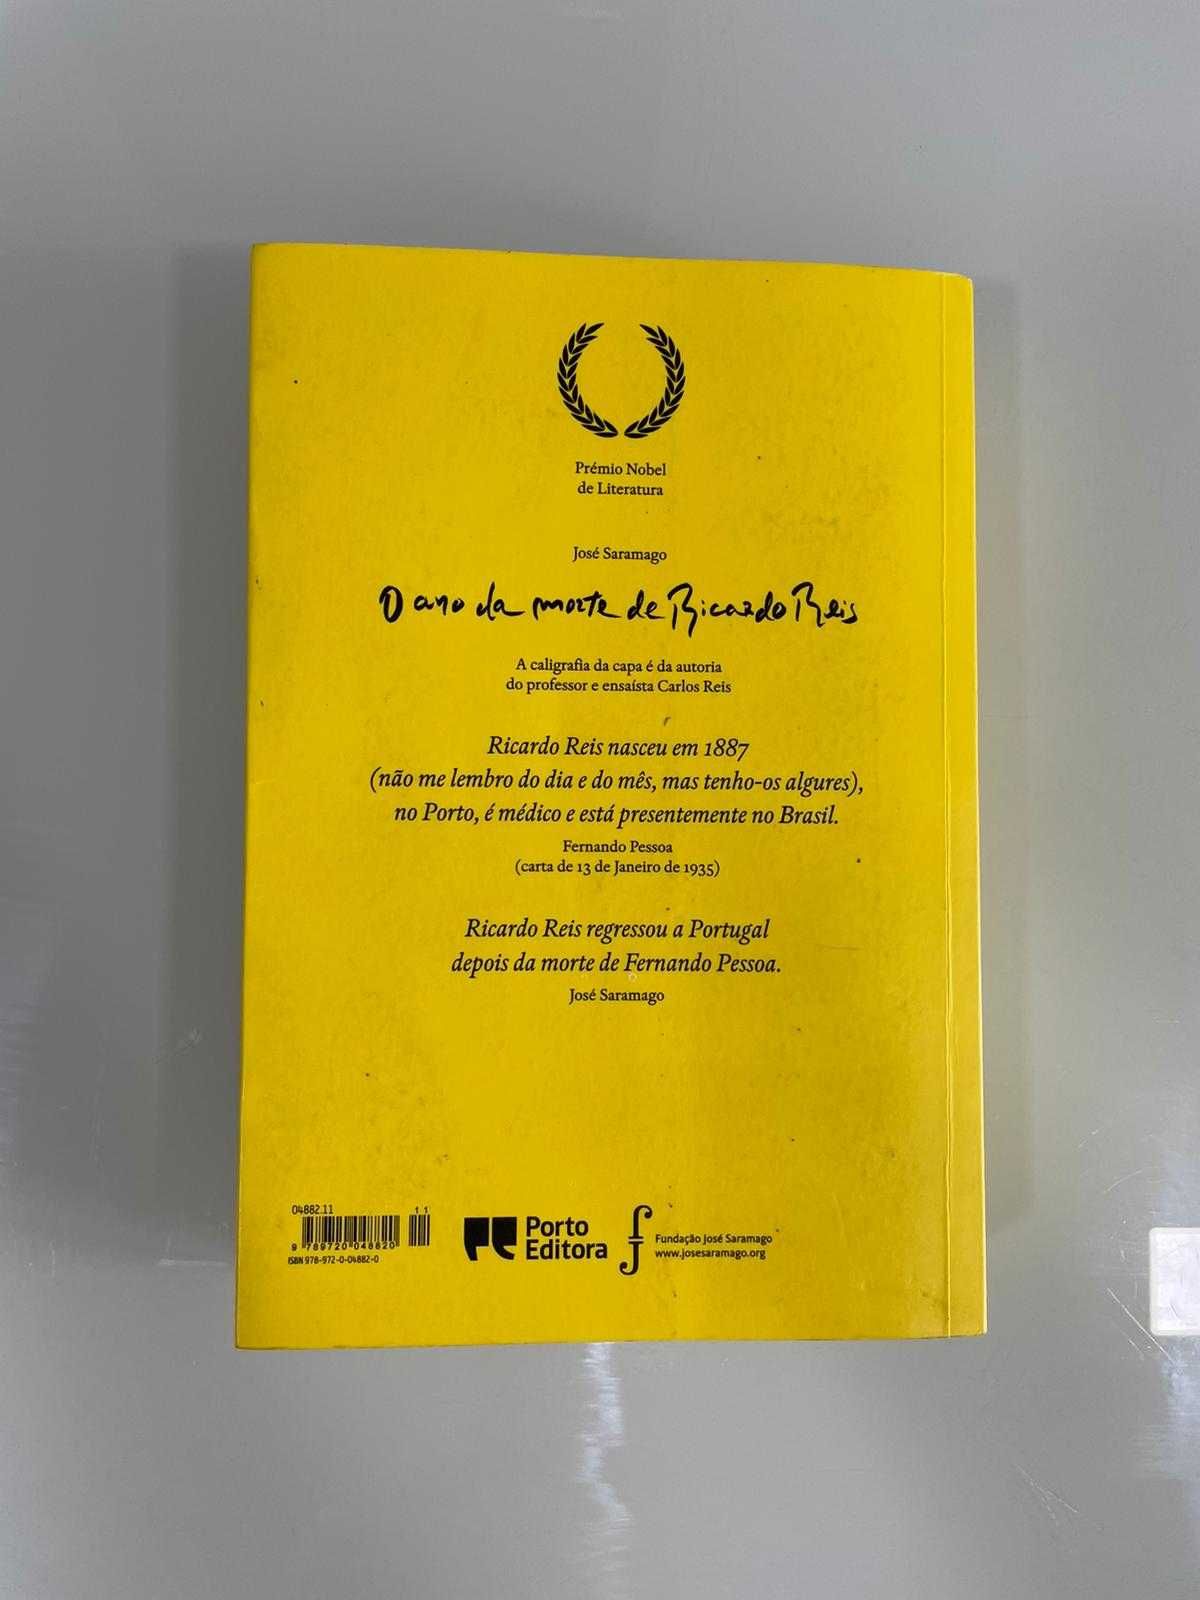 Prémio Nobel
de Literatura
José Saramago
O ano da morte de Ricardo Reis
A caligrafia da capa é da autoria
do professor e ensaísta Carlos Reis
Ricardo Reis nasceu em 1887
(não me lembro do dia e do mês, mas tenho-os algures),
no Porto, é médico e está presentemente no Brasil.
Fernando Pessoa
(carta de 13 de Janeiro de 1935)
Ricardo Reis regressou a Portugal
depois da morte de Fernando Pessoa.
José Saramago
04882.11 11
9 789720 048820
ISBN 978-972-0-04882-0
Porto
Editora
Fundação José Saramago
www.josesaramago.org